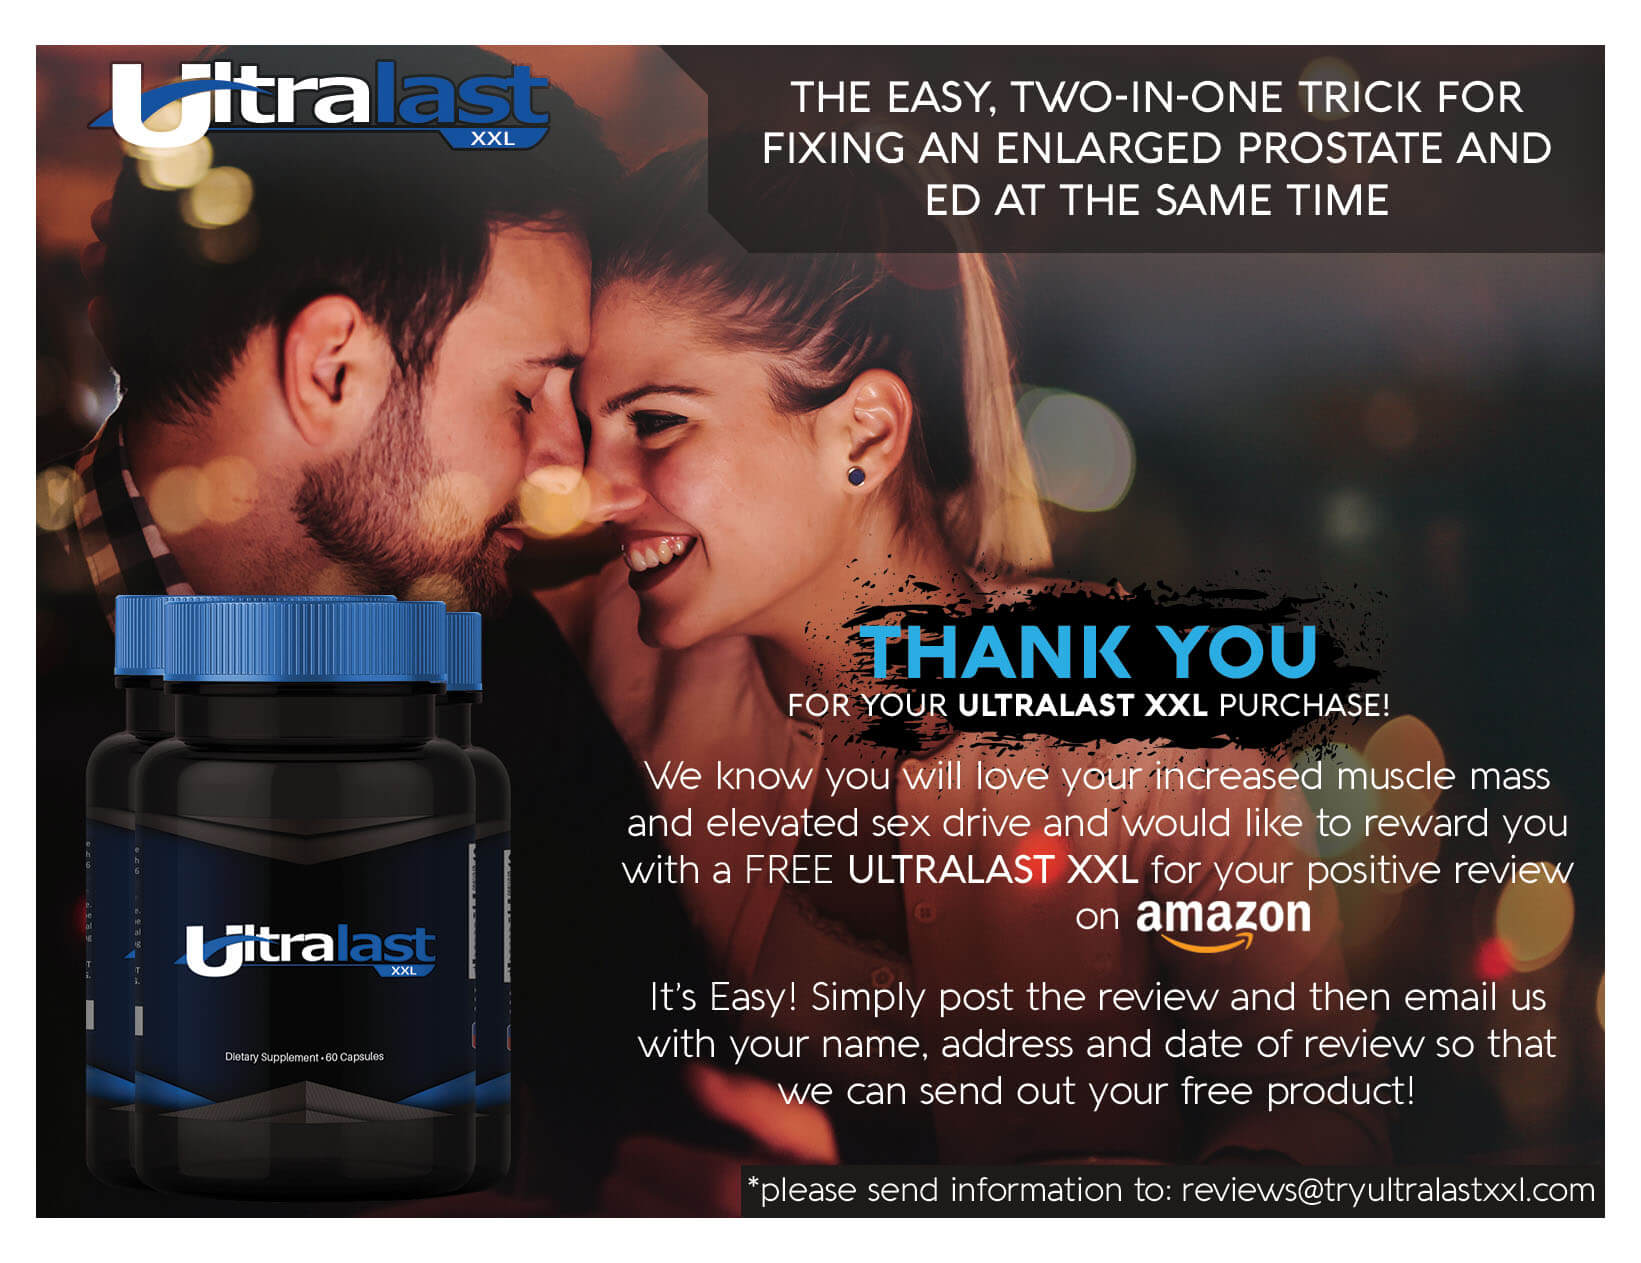 Ultralast
XXL
THE EASY, TWO-IN-ONE TRICK FOR
FIXING AN ENLARGED PROSTATE AND
ED AT THE SAME TIME
THANK YOU
FOR YOUR ULTRALAST XXL PURCHASE!
We know you will love your increased muscle mass
and elevated sex drive and would like to reward you
with a FREE ULTRALAST XXL for your positive review
on amazon
It's Easy! Simply post the review and then email us
with your name, address and date of review so that
we can send out your free product!
*please send information to: reviews@tryultralastxxl.com
Ultralast
XXL
Dietary Supplement • 60 Capsules